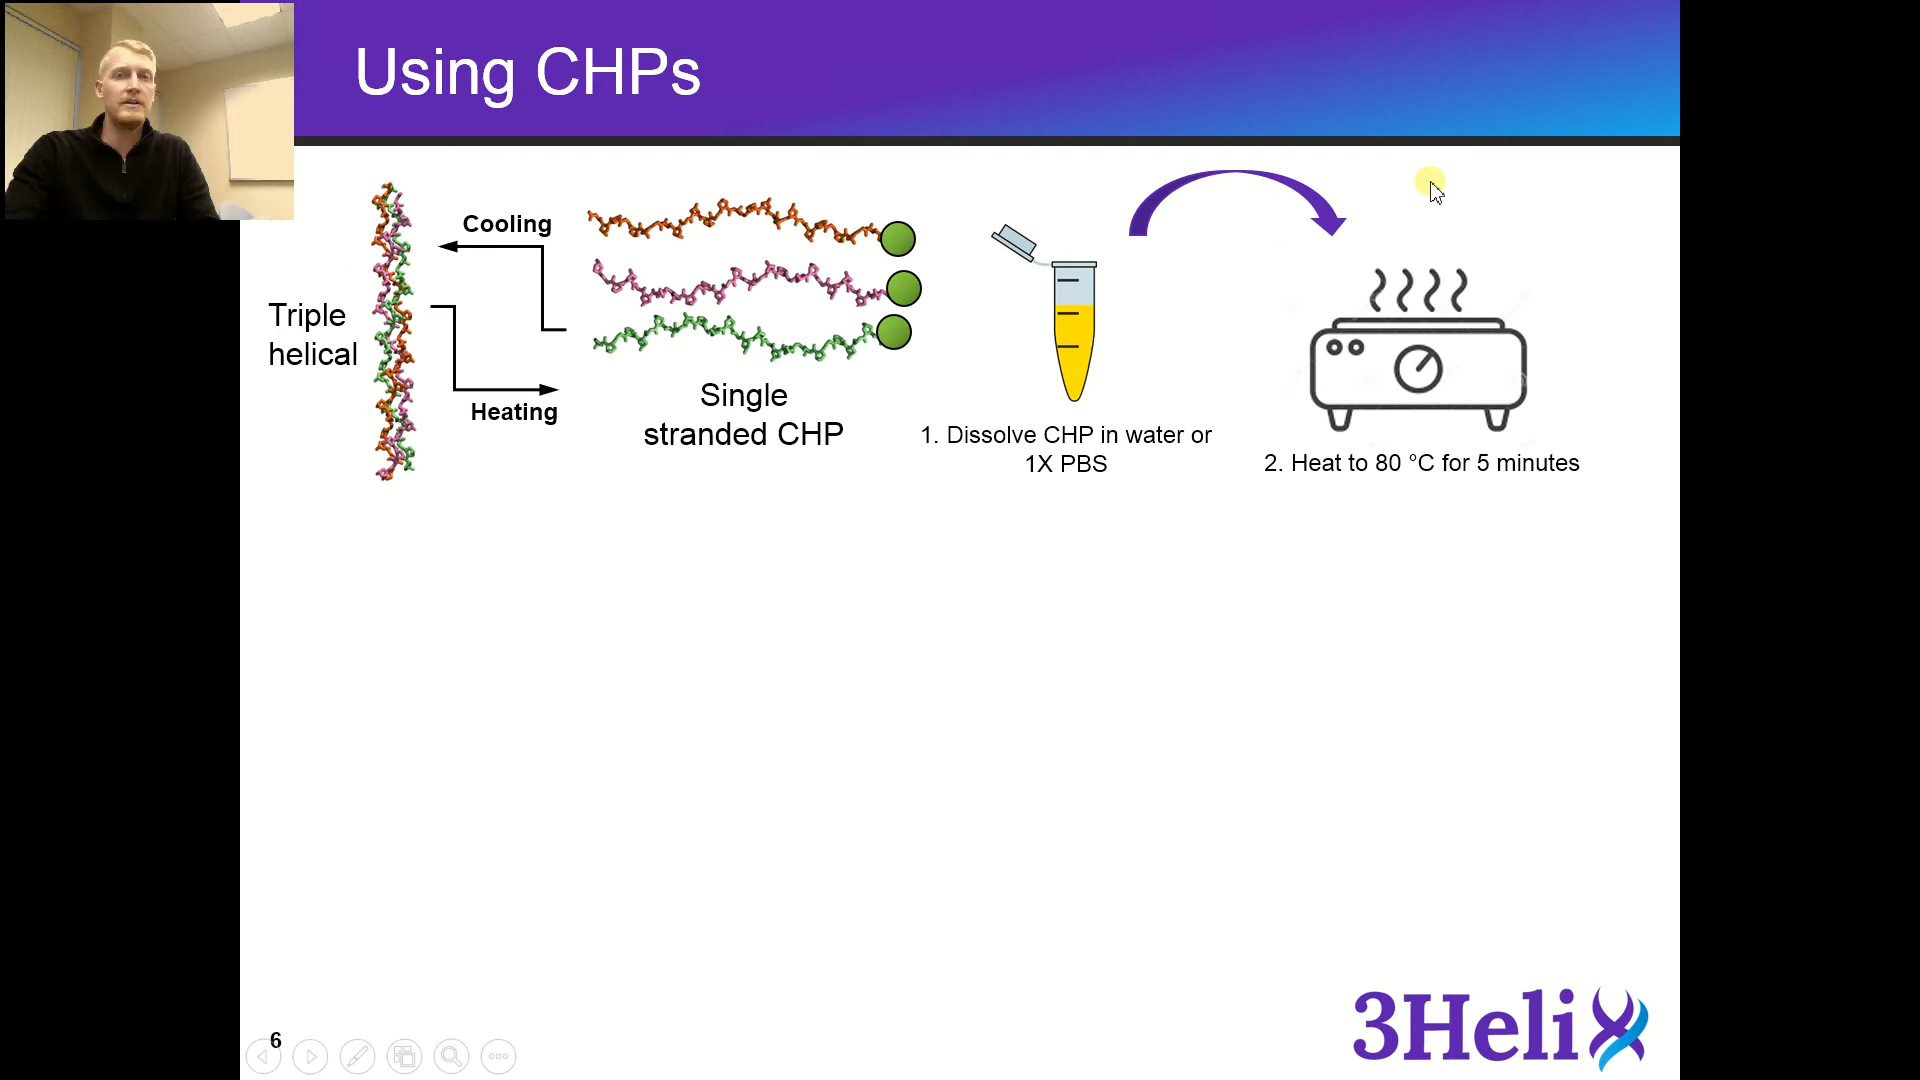 Using CHPs
Cooling
Triple
helical
Heating
Single
stranded CHP
1. Dissolve CHP in water or
1X PBS
2. Heat to 80 °C for 5 minutes
3Helix
6